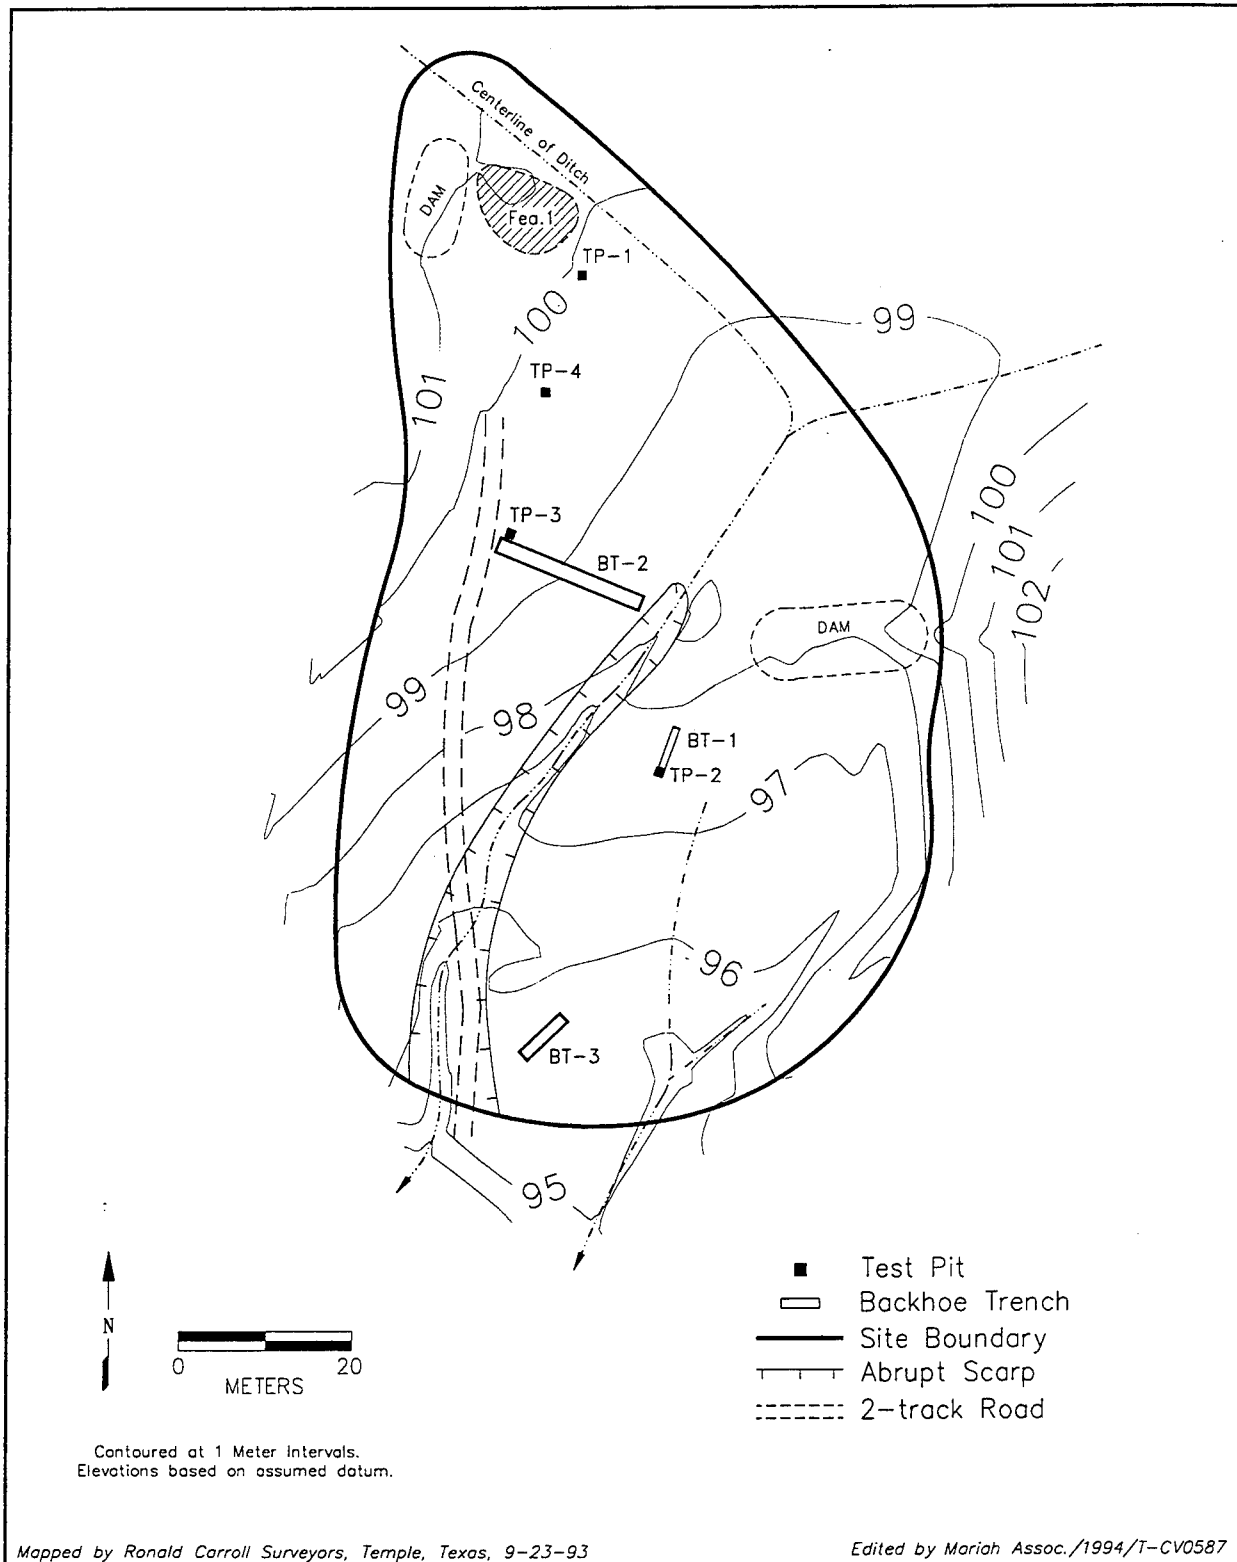 Centerline of Ditch
DAM
Fea.1
TP-1
100
99
TP-4
101
100
TP-3
BT-2
101
102
DAM
99
98
BT-1
TP-2
97
96
BT-3
95
N
0 20
METERS
Test Pit
Backhoe Trench
Site Boundary
Abrupt Scarp
2-track Road
Contoured at 1 Meter Intervals.
Elevations based on assumed datum.
Mapped by Ronald Carroll Surveyors, Temple, Texas, 9-23-93
Edited by Mariah Assoc./1994/T-CV0587